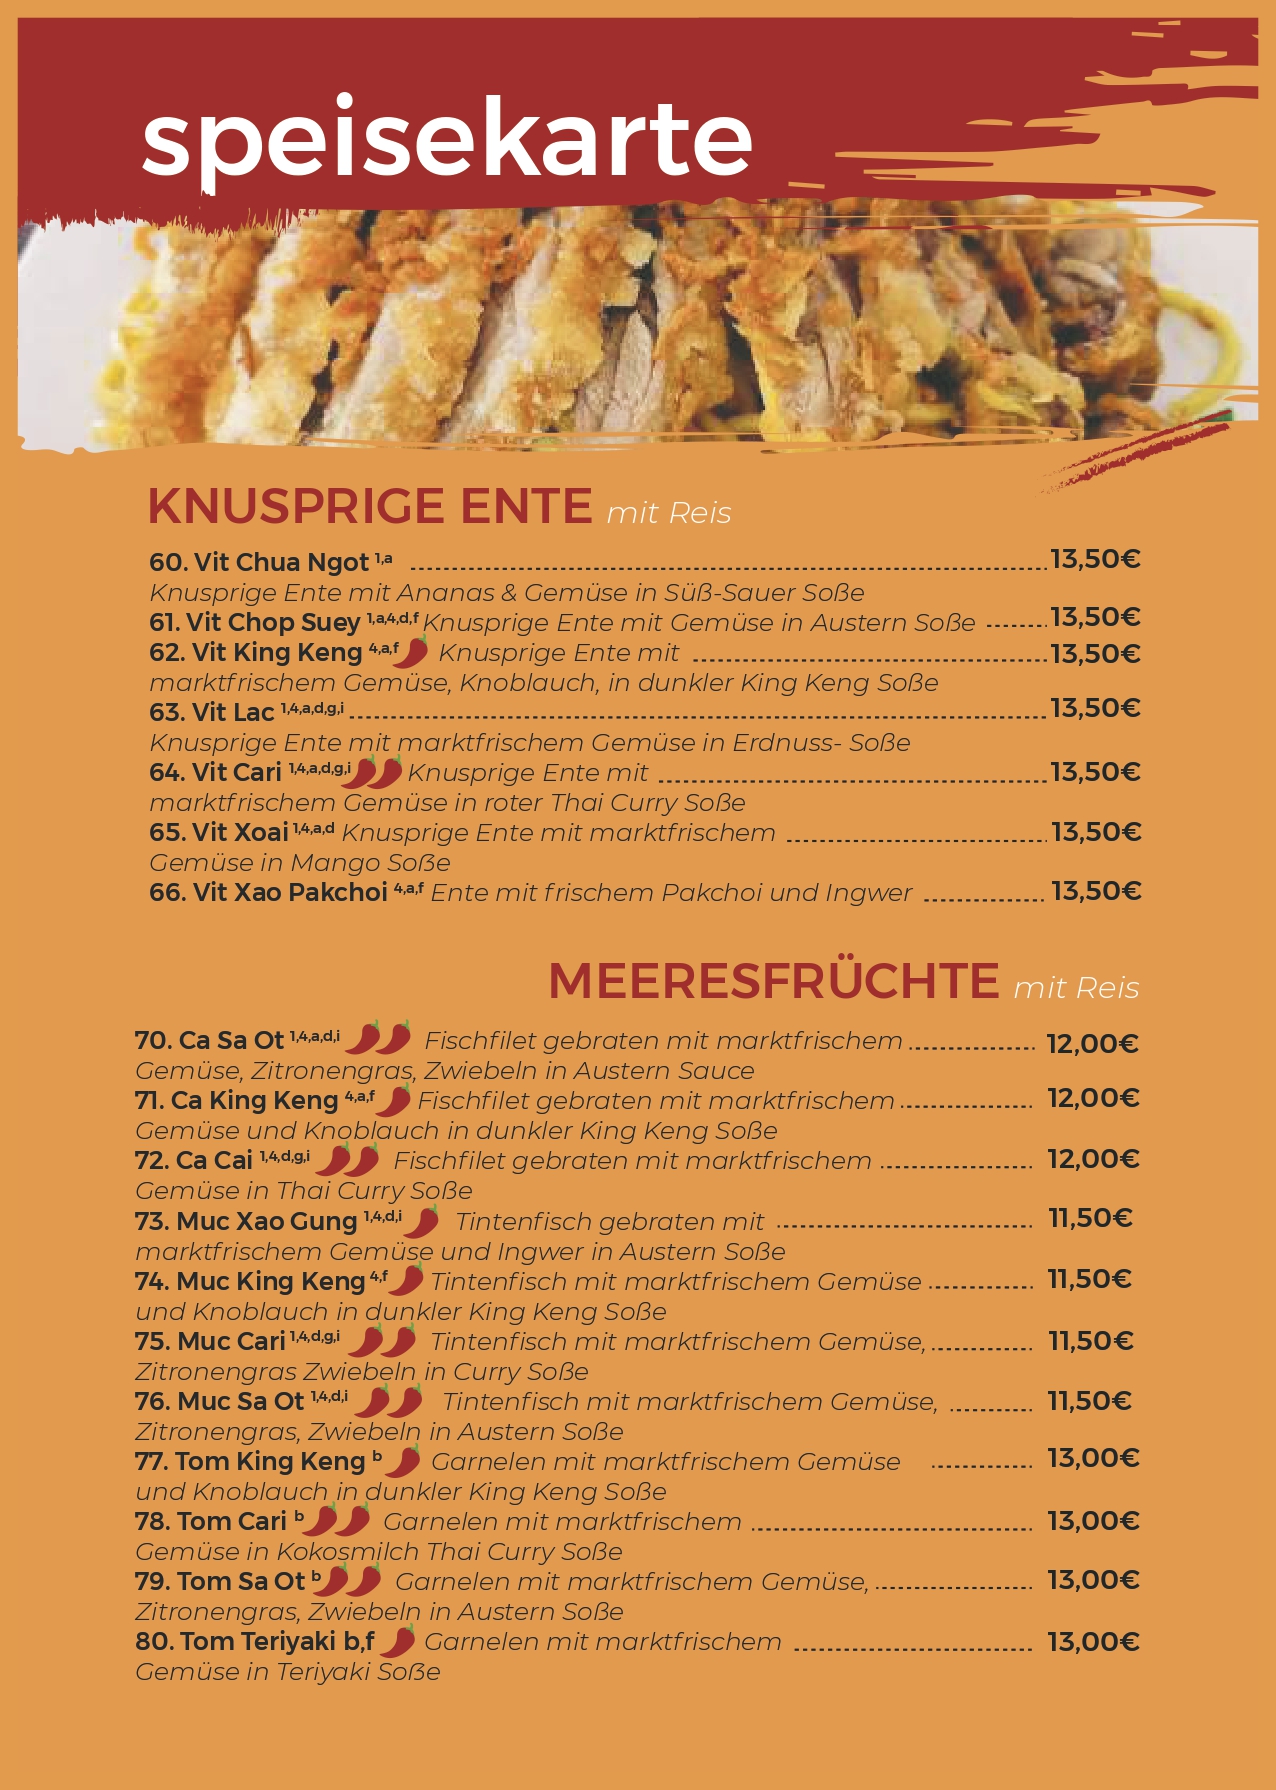 speisekarte
KNUSPRIGE ENTE mit Reis
60. Vit Chua Ngot 1,a 13,50€
Knusprige Ente mit Ananas & Gemüse in Süß-Sauer Soße
61. Vit Chop Suey 1,a,4,d,f Knusprige Ente mit Gemüse in Austern Soße 13,50€
62. Vit King Keng 4,a,f Knusprige Ente mit 13,50€
marktfrischem Gemüse, Knoblauch, in dunkler King Keng Soße
63. Vit Lac 1,4,a,d,g,i 13,50€
Knusprige Ente mit marktfrischem Gemüse in Erdnuss- Soße
64. Vit Cari 1,4,a,d,g,i Knusprige Ente mit 13,50€
marktfrischem Gemüse in roter Thai Curry Soße
65. Vit Xoai 1,4,a,d Knusprige Ente mit marktfrischem 13,50€
Gemüse in Mango Soße
66. Vit Xao Pakchoi 4,a,f Ente mit frischem Pakchoi und Ingwer 13,50€
MEERESFRÜCHTE mit Reis
70. Ca Sa Ot 1,4,a,d,i Fischfilet gebraten mit marktfrischem 12,00€
Gemüse, Zitronengras, Zwiebeln in Austern Sauce
71. Ca King Keng 4,a,f Fischfilet gebraten mit marktfrischem 12,00€
Gemüse und Knoblauch in dunkler King Keng Soße
72. Ca Cai 1,4,d,g,i Fischfilet gebraten mit marktfrischem 12,00€
Gemüse in Thai Curry Soße
73. Muc Xao Gung 1,4,d,i Tintenfisch gebraten mit 11,50€
marktfrischem Gemüse und Ingwer in Austern Soße
74. Muc King Keng 4,f Tintenfisch mit marktfrischem Gemüse 11,50€
und Knoblauch in dunkler King Keng Soße
75. Muc Cari 1,4,d,g,i Tintenfisch mit marktfrischem Gemüse, 11,50€
Zitronengras Zwiebeln in Curry Soße
76. Muc Sa Ot 1,4,d,i Tintenfisch mit marktfrischem Gemüse, 11,50€
Zitronengras, Zwiebeln in Austern Soße
77. Tom King Keng b Garnelen mit marktfrischem Gemüse 13,00€
und Knoblauch in dunkler King Keng Soße
78. Tom Cari b Garnelen mit marktfrischem 13,00€
Gemüse in Kokosmilch Thai Curry Soße
79. Tom Sa Ot b Garnelen mit marktfrischem Gemüse, 13,00€
Zitronengras, Zwiebeln in Austern Soße
80. Tom Teriyaki b,f Garnelen mit marktfrischem 13,00€
Gemüse in Teriyaki Soße